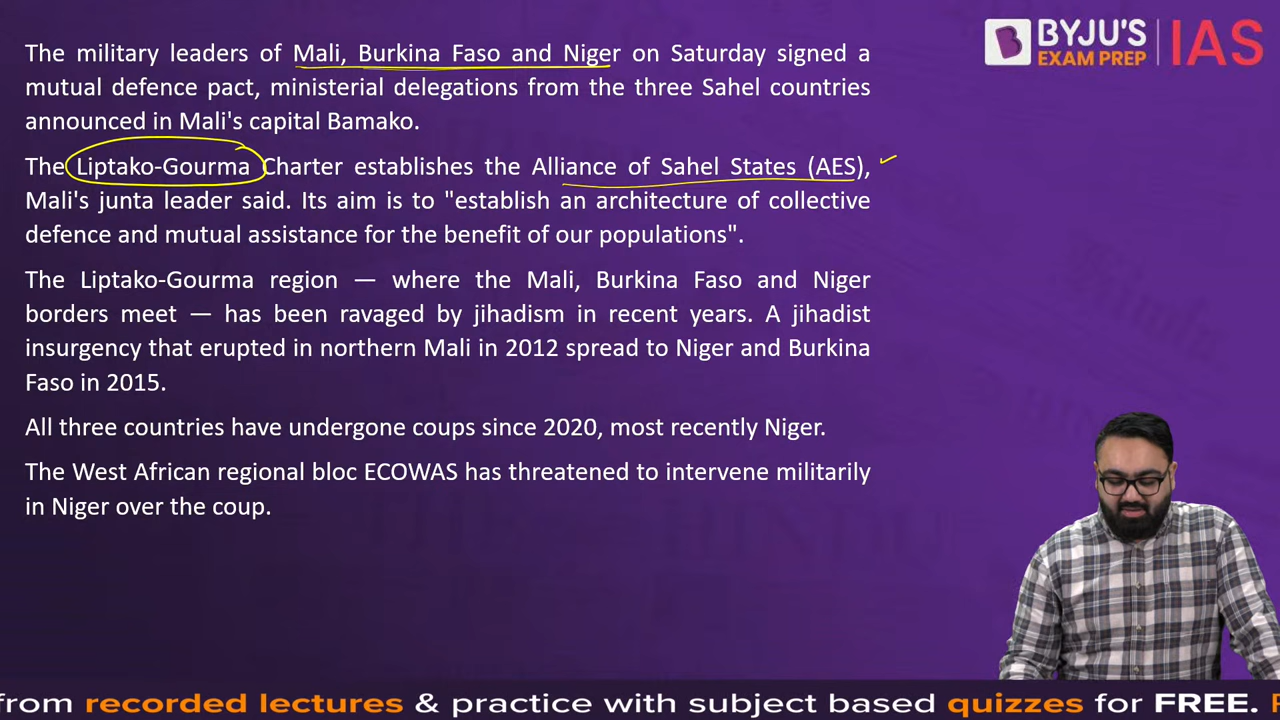 BYJU'S IAS
EXAM PREP
The military leaders of Mali, Burkina Faso and Niger on Saturday signed a
mutual defence pact, ministerial delegations from the three Sahel countries
announced in Mali's capital Bamako.
The Liptako-Gourma Charter establishes the Alliance of Sahel States (AES),
Mali's junta leader said. Its aim is to "establish an architecture of collective
defence and mutual assistance for the benefit of our populations".
The Liptako-Gourma region — where the Mali, Burkina Faso and Niger
borders meet — has been ravaged by jihadism in recent years. A jihadist
insurgency that erupted in northern Mali in 2012 spread to Niger and Burkina
Faso in 2015.
All three countries have undergone coups since 2020, most recently Niger.
The West African regional bloc ECOWAS has threatened to intervene militarily
in Niger over the coup.
from recorded lectures & practice with subject based quizzes for FREE.